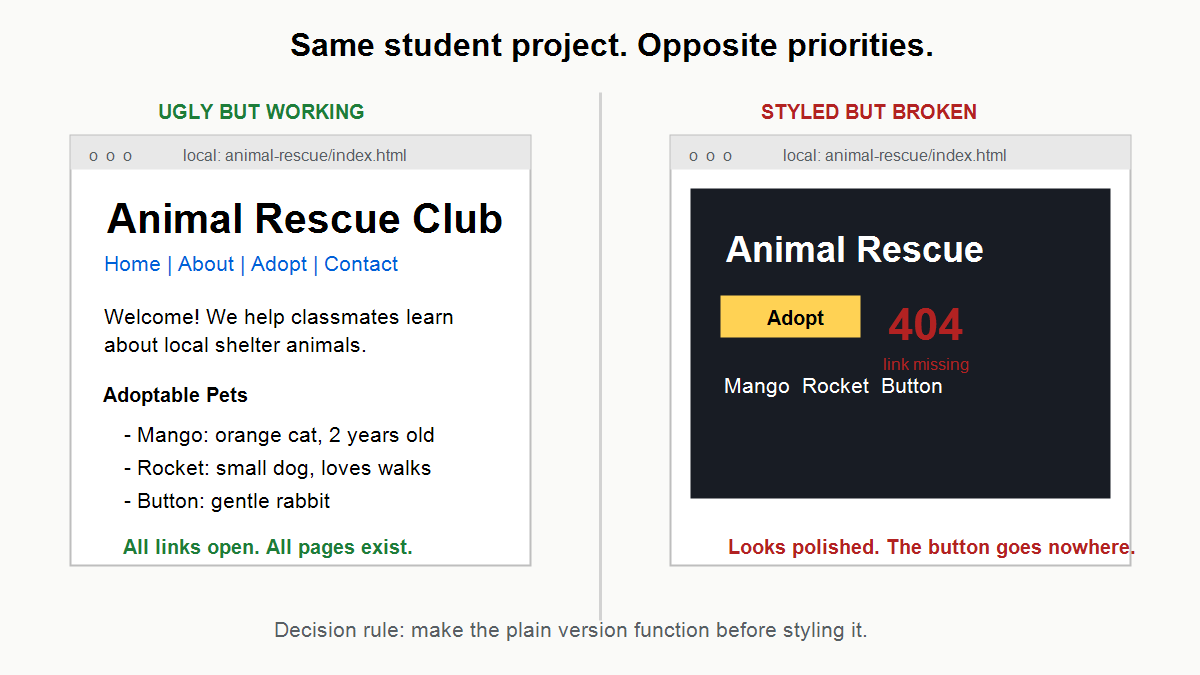 Same student project. Opposite priorities.
UGLY BUT WORKING
o o o local: animal-rescue/index.html
Animal Rescue Club
Home | About | Adopt | Contact
Welcome! We help classmates learn
about local shelter animals.
Adoptable Pets
- Mango: orange cat, 2 years old
- Rocket: small dog, loves walks
- Button: gentle rabbit
All links open. All pages exist.
STYLED BUT BROKEN
o o o local: animal-rescue/index.html
Animal Rescue
Adopt
404
link missing
Mango Rocket Button
Looks polished. The button goes nowhere.
Decision rule: make the plain version function before styling it.